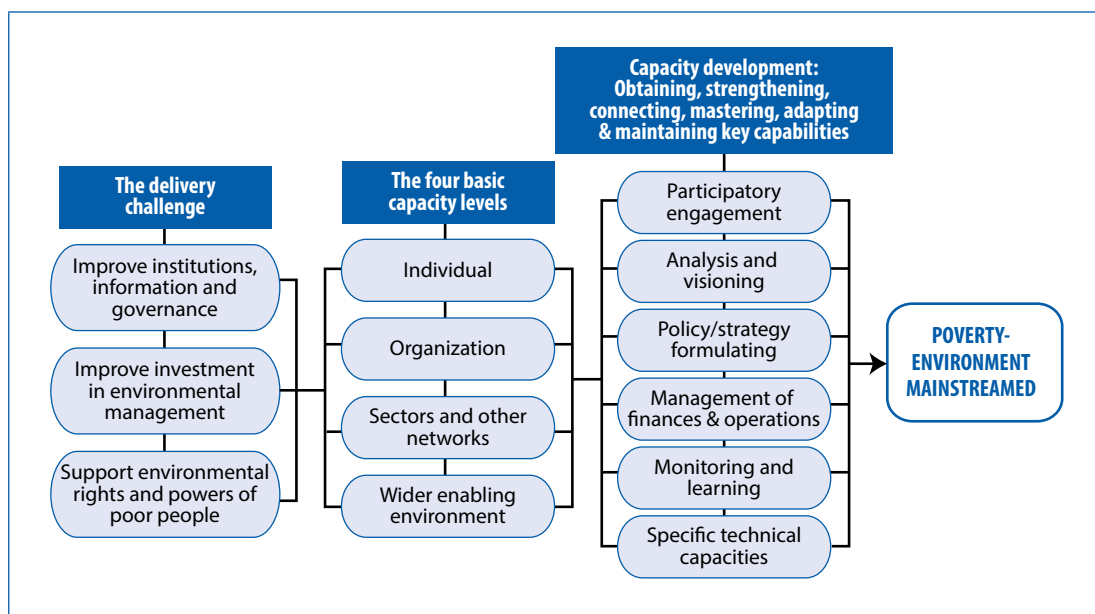 The delivery
challenge
Improve institutions,
information and
governance
Improve investment
in environmental
management
Support environmental
rights and powers of
poor people
The four basic
capacity levels
Individual
Organization
Sectors and other
networks
Wider enabling
environment
Capacity development:
Obtaining, strengthening,
connecting, mastering, adapting
& maintaining key capabilities
Participatory
engagement
Analysis and
visioning
Policy/strategy
formulating
Management of
finances & operations
Monitoring and
learning
Specific technical
capacities
POVERTY-
ENVIRONMENT
MAINSTREAMED